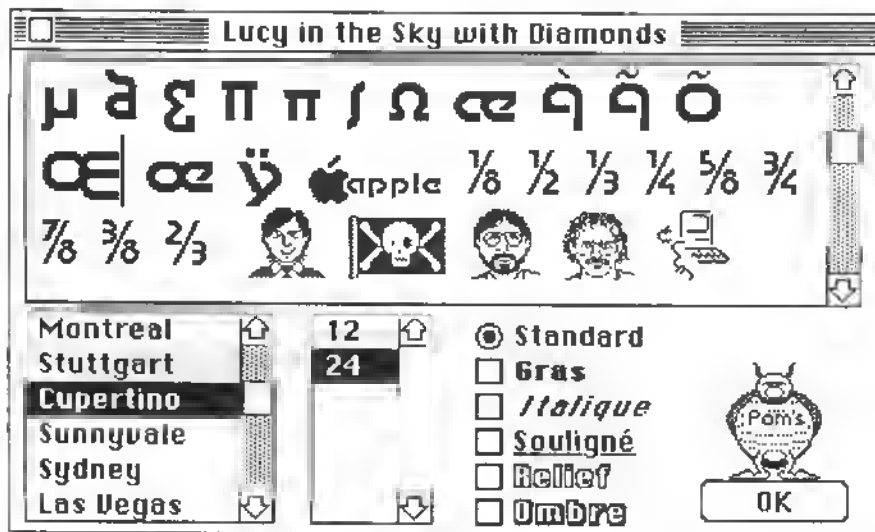 Lucy in the Sky with Diamonds
µ ∂ Σ Π π ∫ Ω œ À Ã Õ
Œ œ ÿ apple ⅛ ½ ⅓ ¼ ⅝ ¾
⅞ ⅜ ⅔
Montreal
Stuttgart
Cupertino
Sunnyvale
Sydney
Las Vegas
12
24
Standard
Gras
Italique
Souligné
Relief
Ombre
Pom's
OK